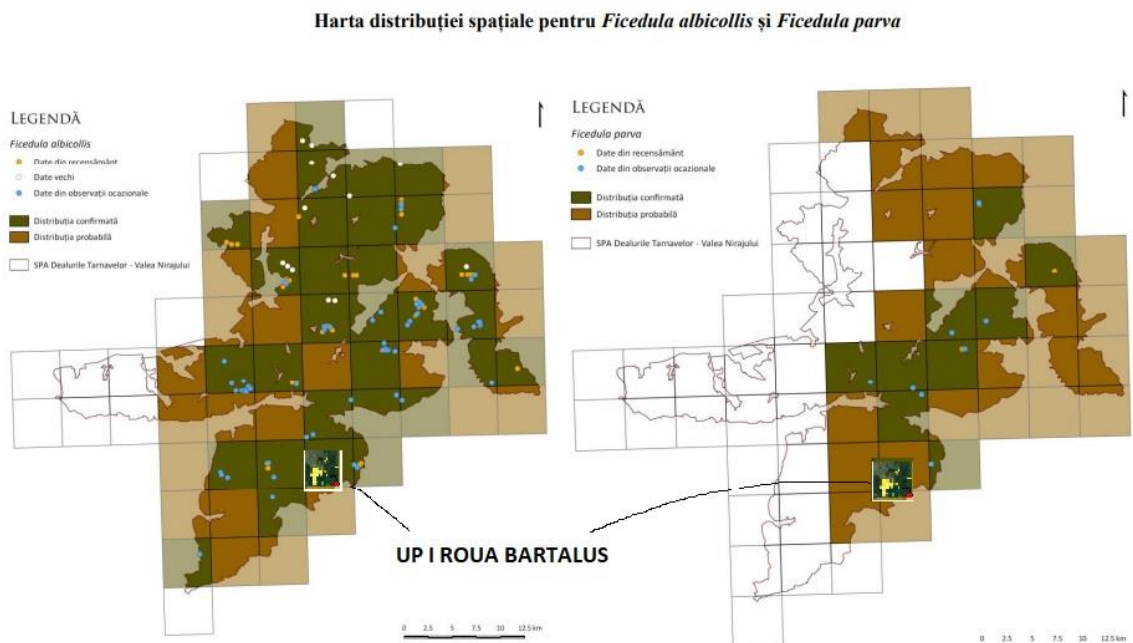 Harta distribuției spațiale pentru Ficedula albicollis și Ficedula parva
LEGENDĂ
Ficedula albicollis
Date din recensământ
Date vechi
Date din observații ocazionale
Distribuția confirmată
Distribuția probabilă
SPA Dealurile Tarnavelor - Valea Nirajului
LEGENDĂ
Ficedula parva
Date din recensământ
Date din observații ocazionale
Distribuția confirmată
Distribuția probabilă
SPA Dealurile Tarnavelor - Valea Nirajului
UP I ROUA BARTALUS
0 2.5 5 7.5 10 12.5 km
0 2.5 5 7.5 10 12.5 km